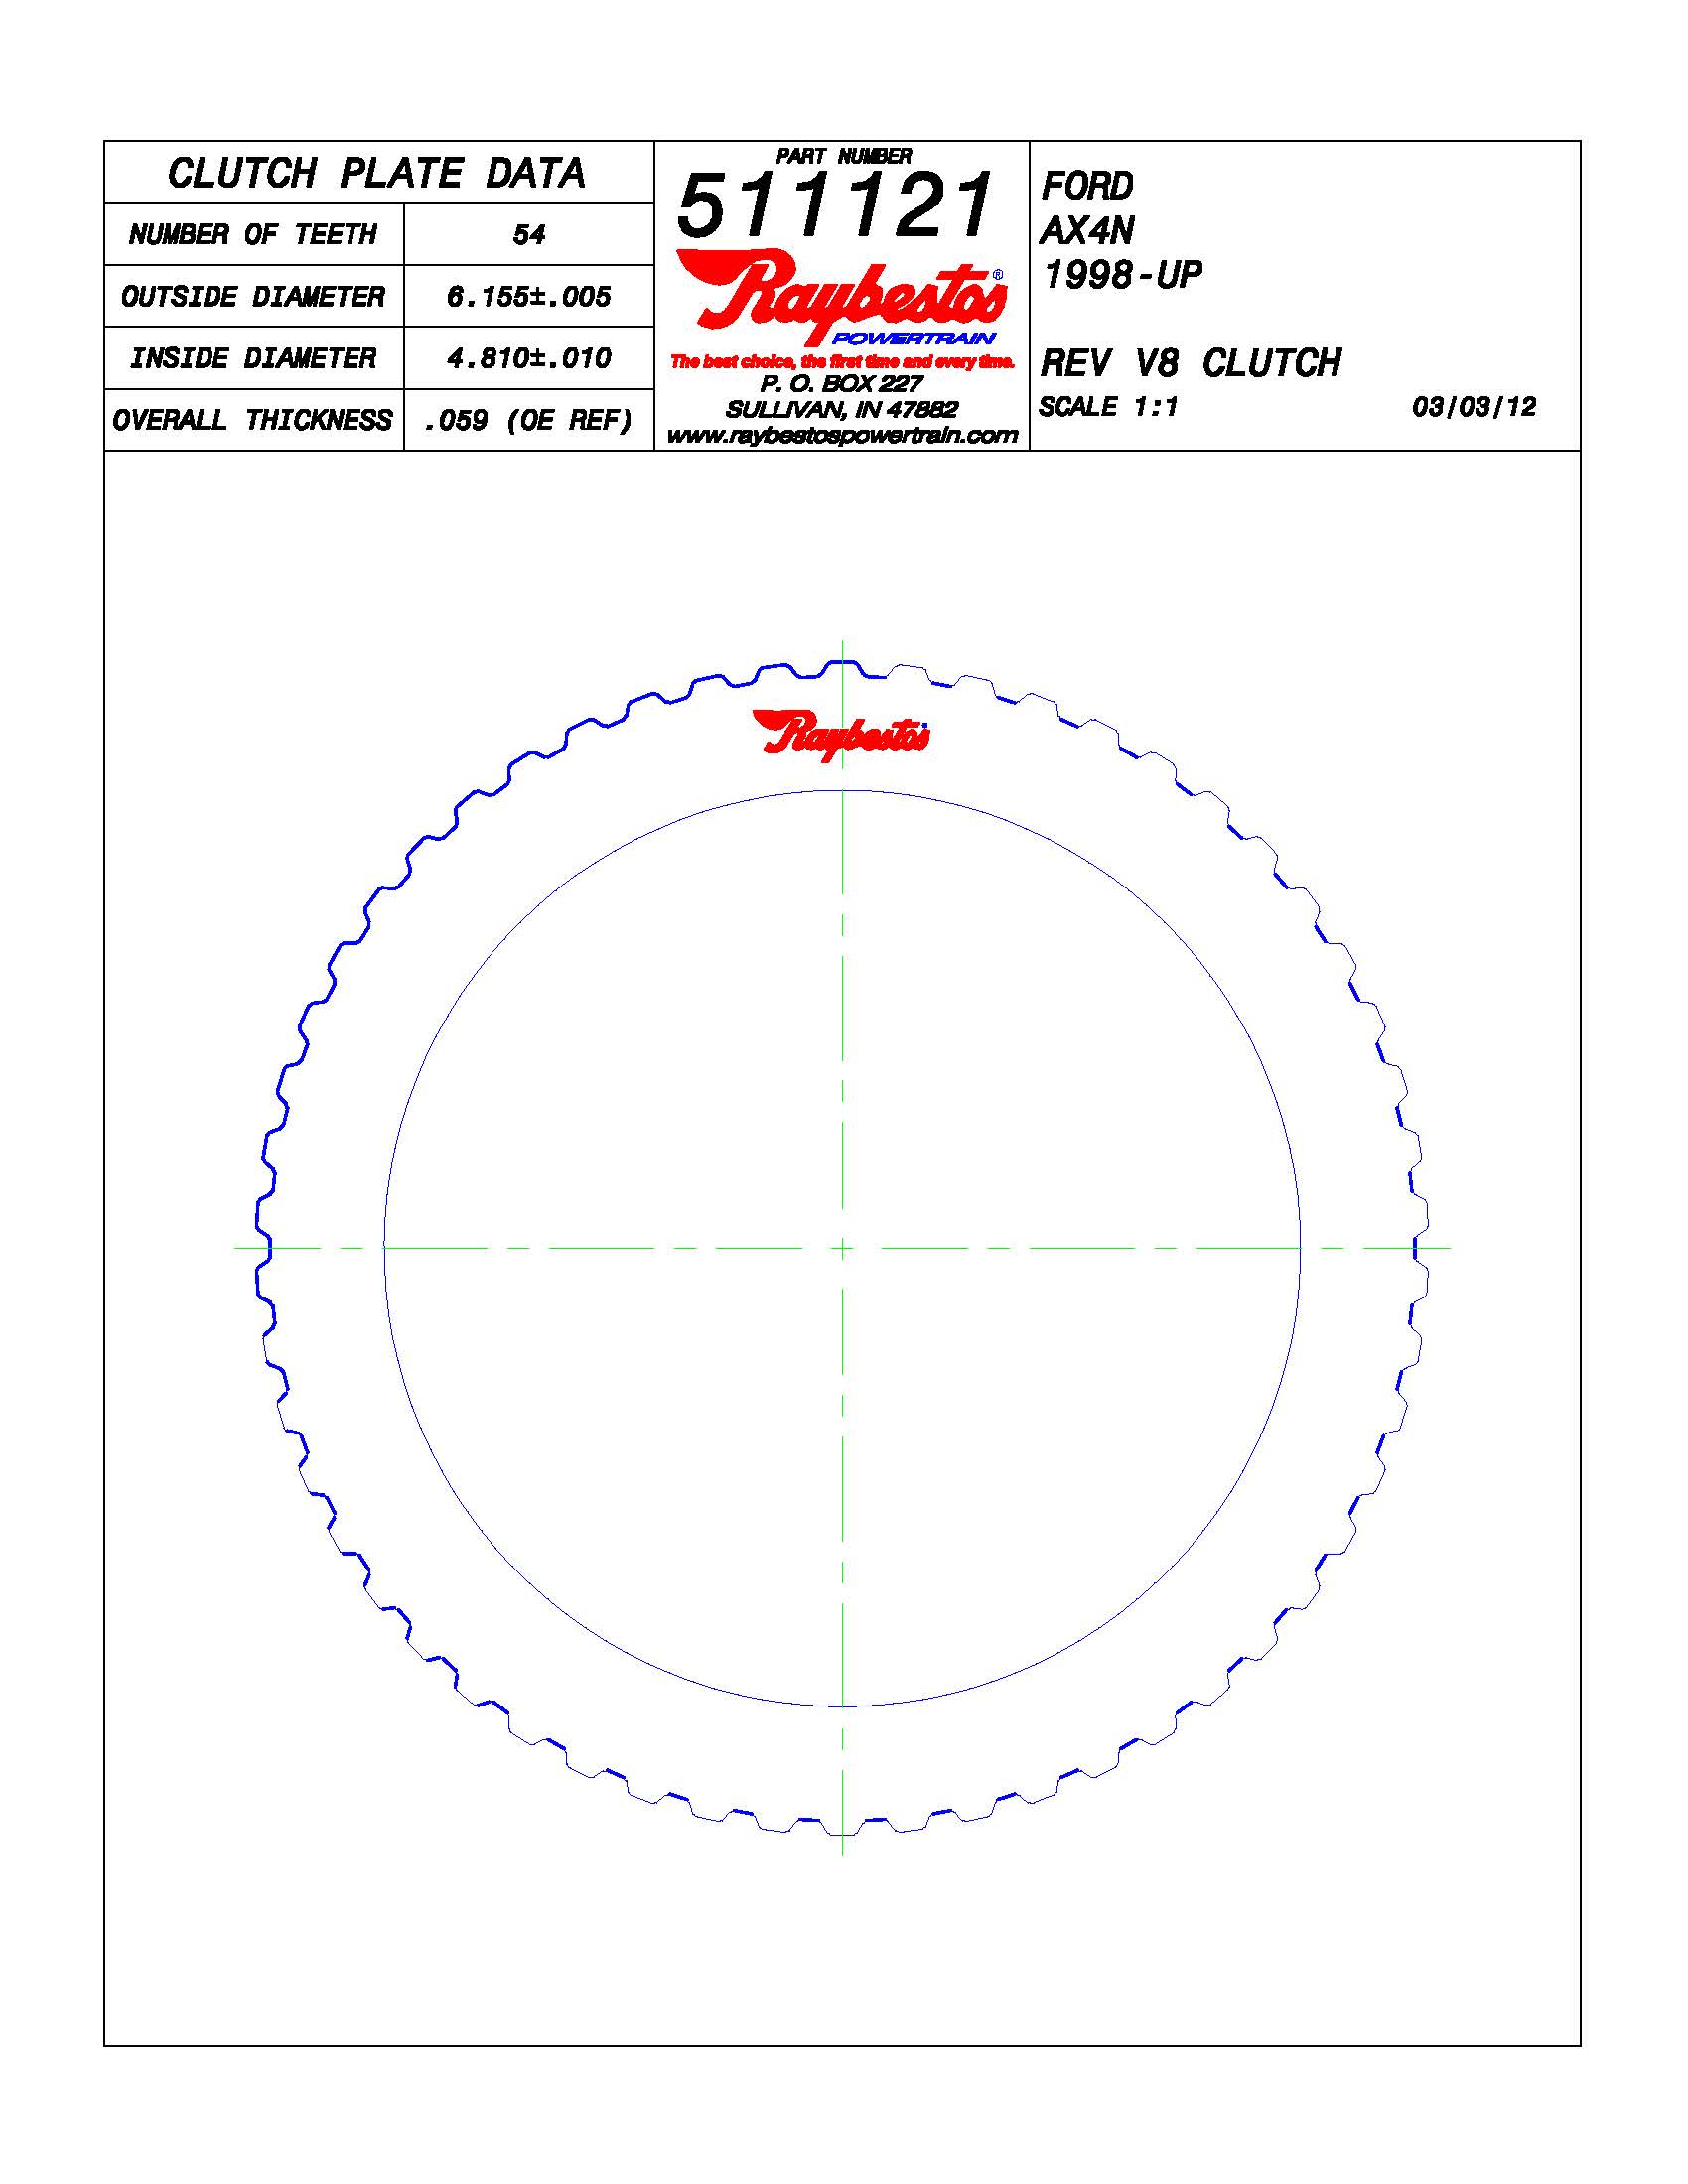 CLUTCH PLATE DATA
NUMBER OF TEETH 54
OUTSIDE DIAMETER 6.155±.005
INSIDE DIAMETER 4.810±.010
OVERALL THICKNESS .059 (OE REF)
PART NUMBER
511121
Raybestos®
POWERTRAIN
The best choice, the first time and every time.
P. O. BOX 227
SULLIVAN, IN 47882
www.raybestospowertrain.com
FORD
AX4N
1998-UP
REV V8 CLUTCH
SCALE 1:1 03/03/12
Raybestos